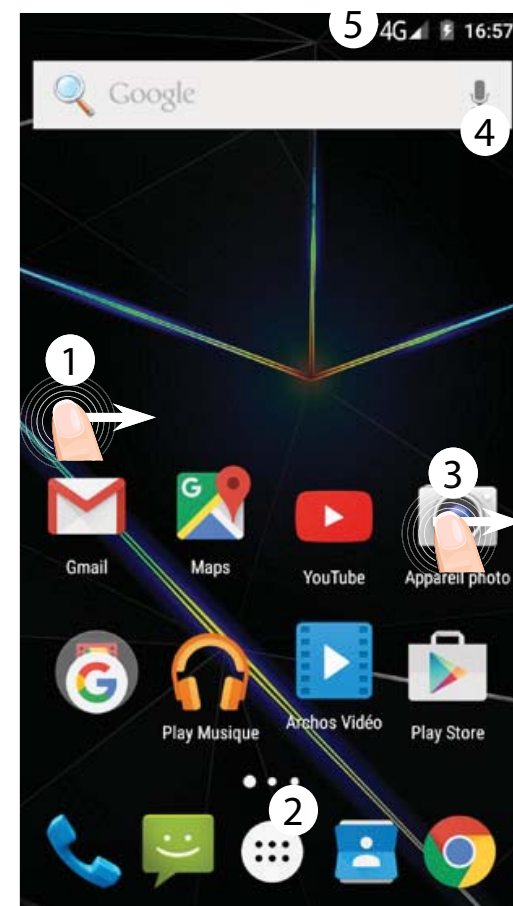 5 4G 16:57
Google
4
1
3
G
Gmail Maps YouTube Appareil photo
G
Play Musique Archos Vidéo Play Store
2